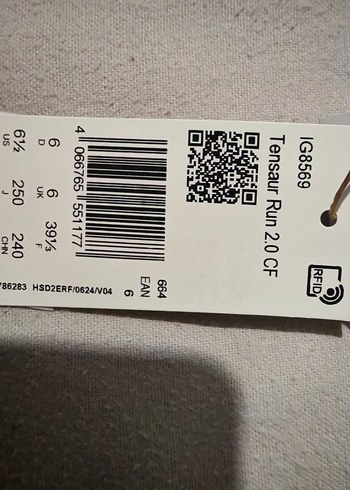 IG8569
Tensaur Run 2.0 CF
RFID
4 066765 551177
664
EAN
6
6 6 39⅓
D UK F
6½ 250 240
US J CHN
786283 HSD2ERF/0624/V04